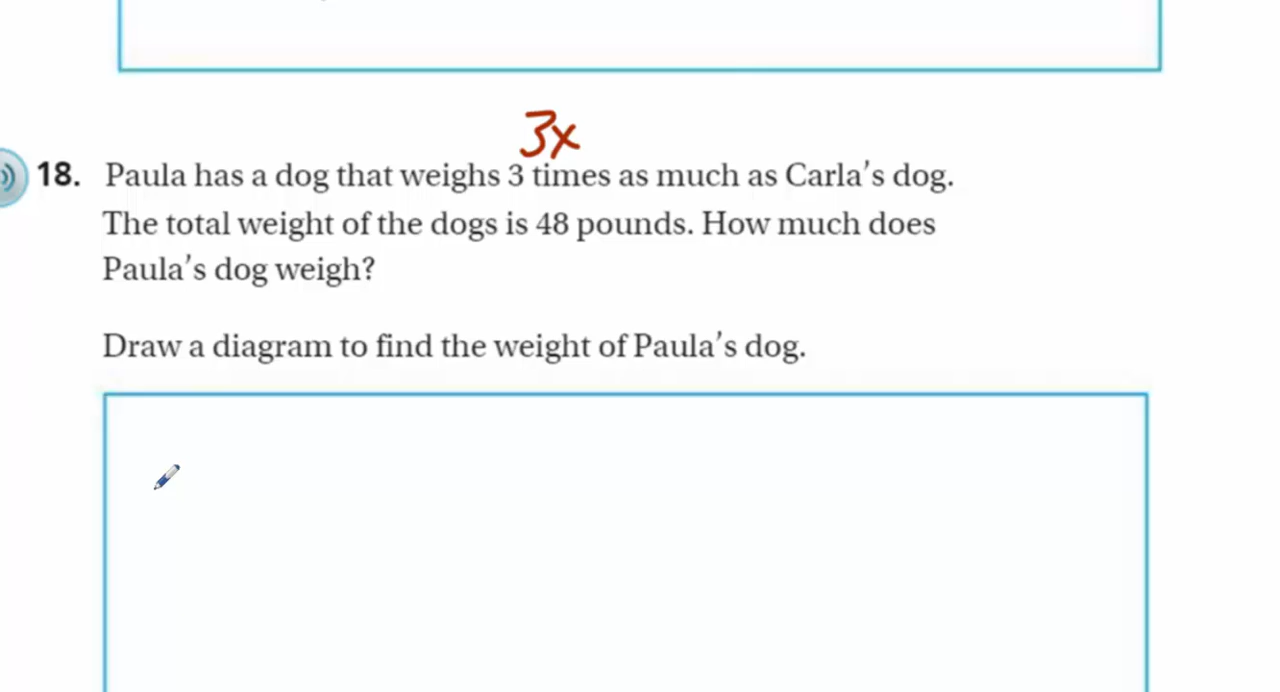 3x
18. Paula has a dog that weighs 3 times as much as Carla's dog.
The total weight of the dogs is 48 pounds. How much does
Paula's dog weigh?
Draw a diagram to find the weight of Paula's dog.